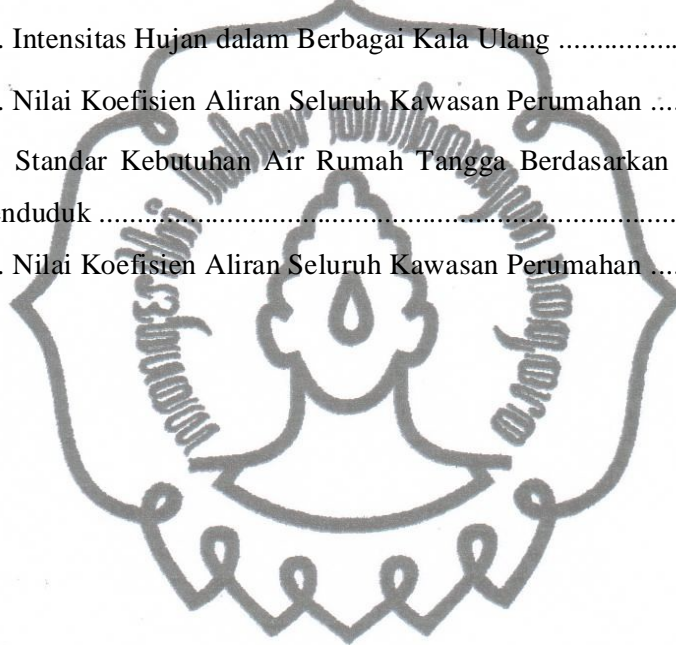 . Intensitas Hujan dalam Berbagai Kala Ulang ....................
. Nilai Koefisien Aliran Seluruh Kawasan Perumahan .....
Standar Kebutuhan Air Rumah Tangga Berdasarkan
enduduk ................................................................................
. Nilai Koefisien Aliran Seluruh Kawasan Perumahan .....